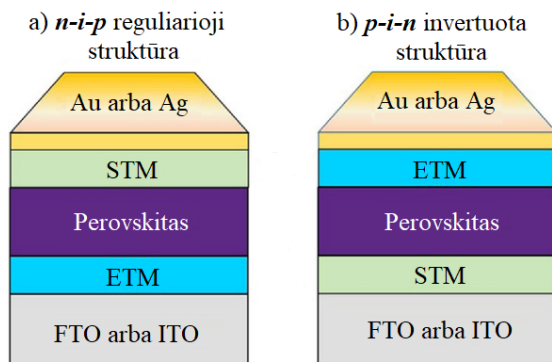 a) n-i-p reguliarioji
struktūra
Au arba Ag
STM
Perovskitas
ETM
FTO arba ITO
b) p-i-n invertuota
struktūra
Au arba Ag
ETM
Perovskitas
STM
FTO arba ITO